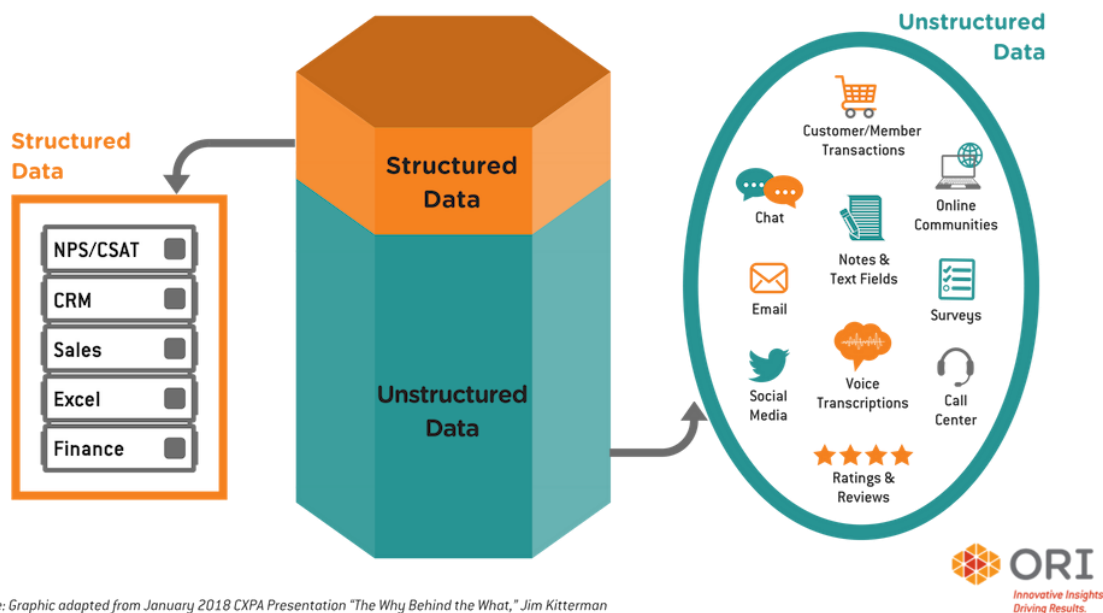 Unstructured
Data
Structured
Data
NPS/CSAT
CRM
Sales
Excel
Finance
Structured
Data
Unstructured
Data
Customer/Member
Transactions
Chat
Online
Communities
Notes &
Text Fields
Email
Surveys
Social
Media
Voice
Transcriptions
Call
Center
Ratings &
Reviews
ORI
Innovative Insights
Driving Results.
Graphic adapted from January 2018 CXPA Presentation "The Why Behind the What," Jim Kitterman